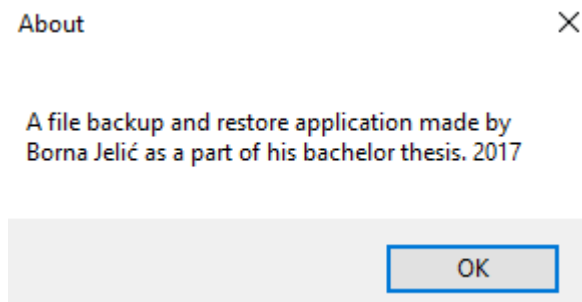 About
A file backup and restore application made by
Borna Jelić as a part of his bachelor thesis. 2017
OK